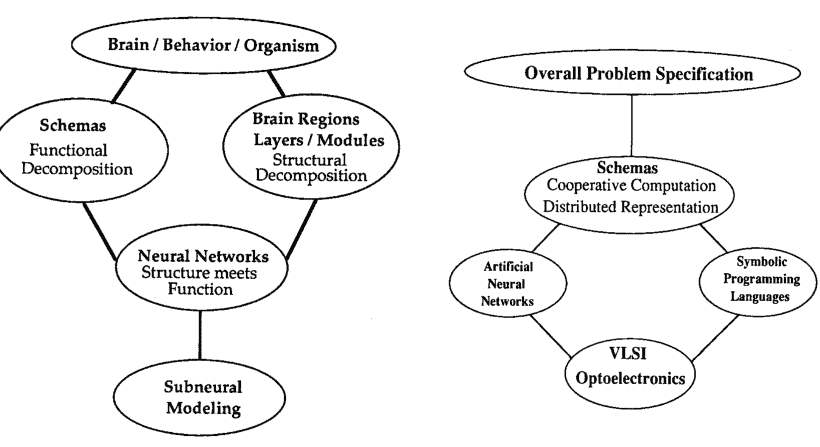 Brain / Behavior / Organism
Schemas
Functional
Decomposition
Brain Regions
Layers / Modules
Structural
Decomposition
Neural Networks
Structure meets
Function
Subneural
Modeling
Overall Problem Specification
Schemas
Cooperative Computation
Distributed Representation
Artificial
Neural
Networks
Symbolic
Programming
Languages
VLSI
Optoelectronics